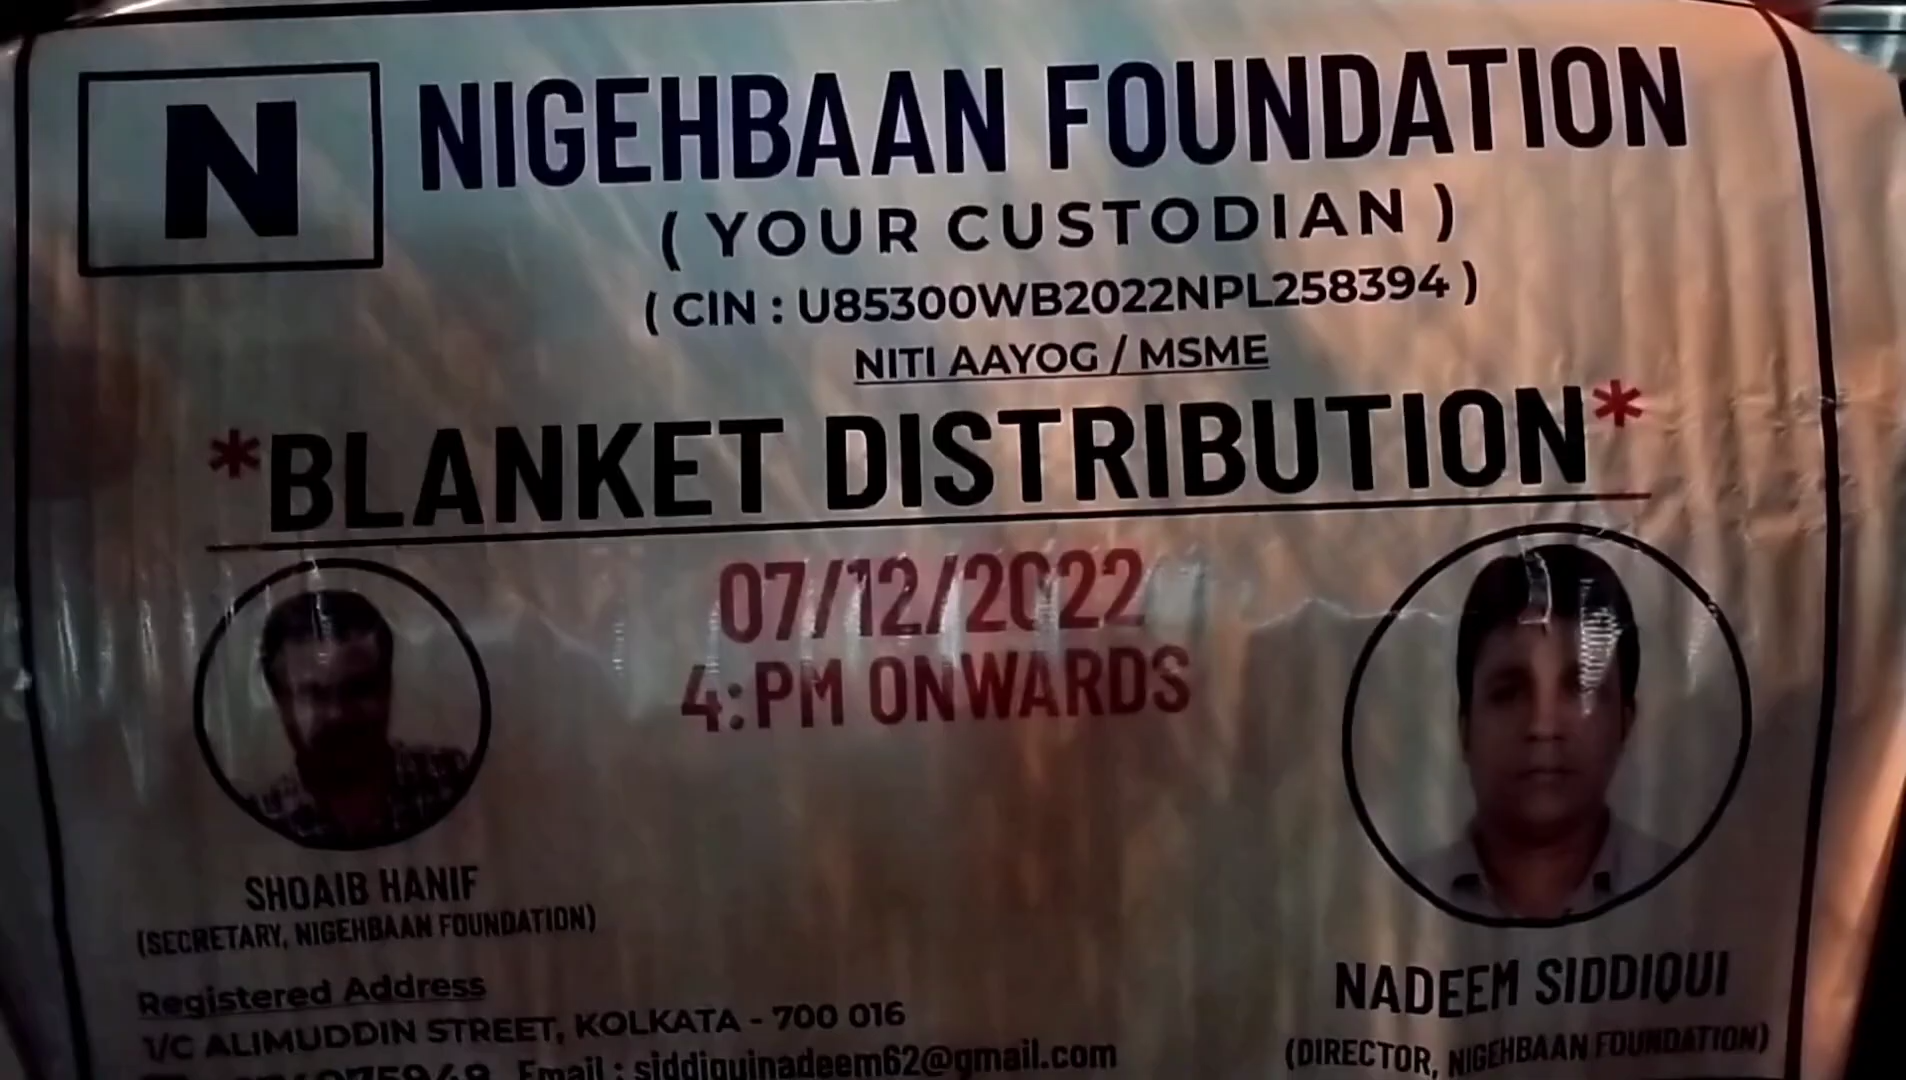 N
NIGEHBAAN FOUNDATION
( YOUR CUSTODIAN )
( CIN : U85300WB2022NPL258394 )
NITI AAYOG / MSME
*BLANKET DISTRIBUTION*
07/12/2022
4:PM ONWARDS
SHOAIB HANIF
(SECRETARY, NIGEHBAAN FOUNDATION)
NADEEM SIDDIQUI
(DIRECTOR, NIGEHBAAN FOUNDATION)
Registered Address
1/C ALIMUDDIN STREET, KOLKATA - 700 016
Email : siddiquinadeem62@gmail.com